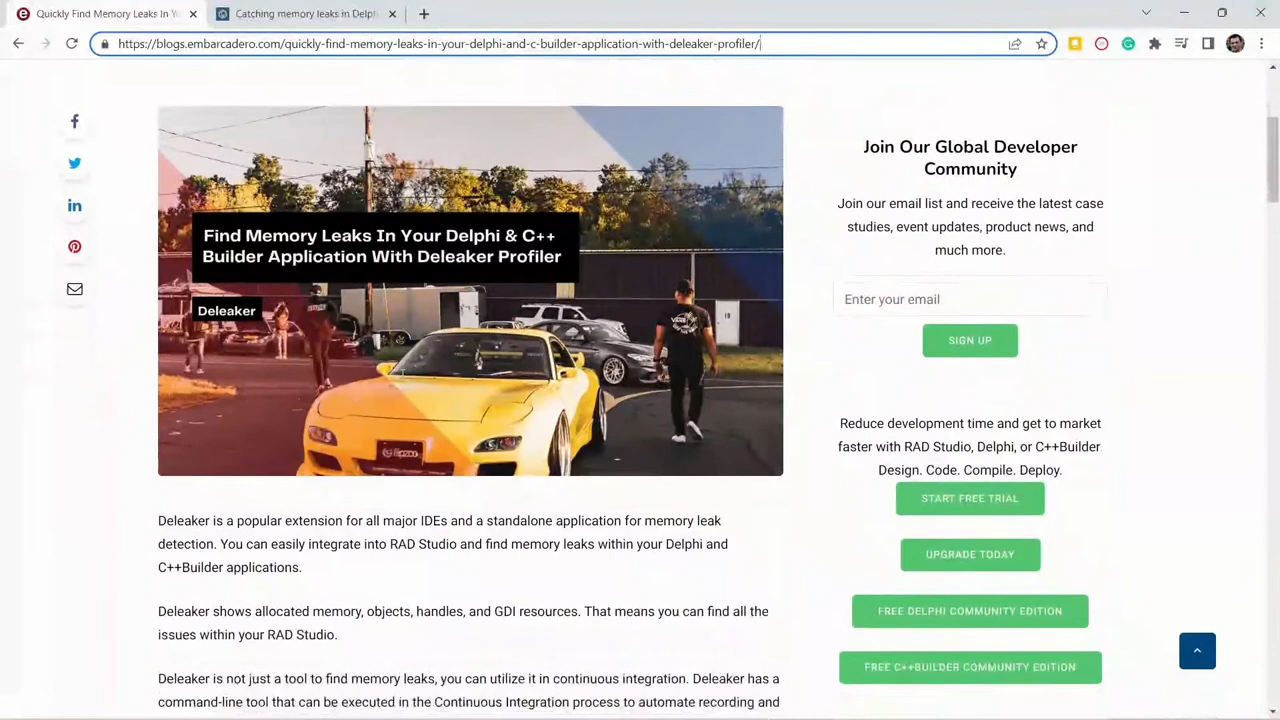 Quickly Find Memory Leaks In Y
Catching memory leaks in Delph
https://blogs.embarcadero.com/quickly-find-memory-leaks-in-your-delphi-and-c-builder-application-with-deleaker-profiler/
Find Memory Leaks In Your Delphi & C++
Builder Application With Deleaker Profiler
Deleaker
Deleaker is a popular extension for all major IDEs and a standalone application for memory leak
detection. You can easily integrate into RAD Studio and find memory leaks within your Delphi and
C++Builder applications.
Deleaker shows allocated memory, objects, handles, and GDI resources. That means you can find all the
issues within your RAD Studio.
Deleaker is not just a tool to find memory leaks, you can utilize it in continuous integration. Deleaker has a
command-line tool that can be executed in the Continuous Integration process to automate recording and
Join Our Global Developer
Community
Join our email list and receive the latest case
studies, event updates, product news, and
much more.
Enter your email
SIGN UP
Reduce development time and get to market
faster with RAD Studio, Delphi, or C++Builder
Design. Code. Compile. Deploy.
START FREE TRIAL
UPGRADE TODAY
FREE DELPHI COMMUNITY EDITION
FREE C++BUILDER COMMUNITY EDITION